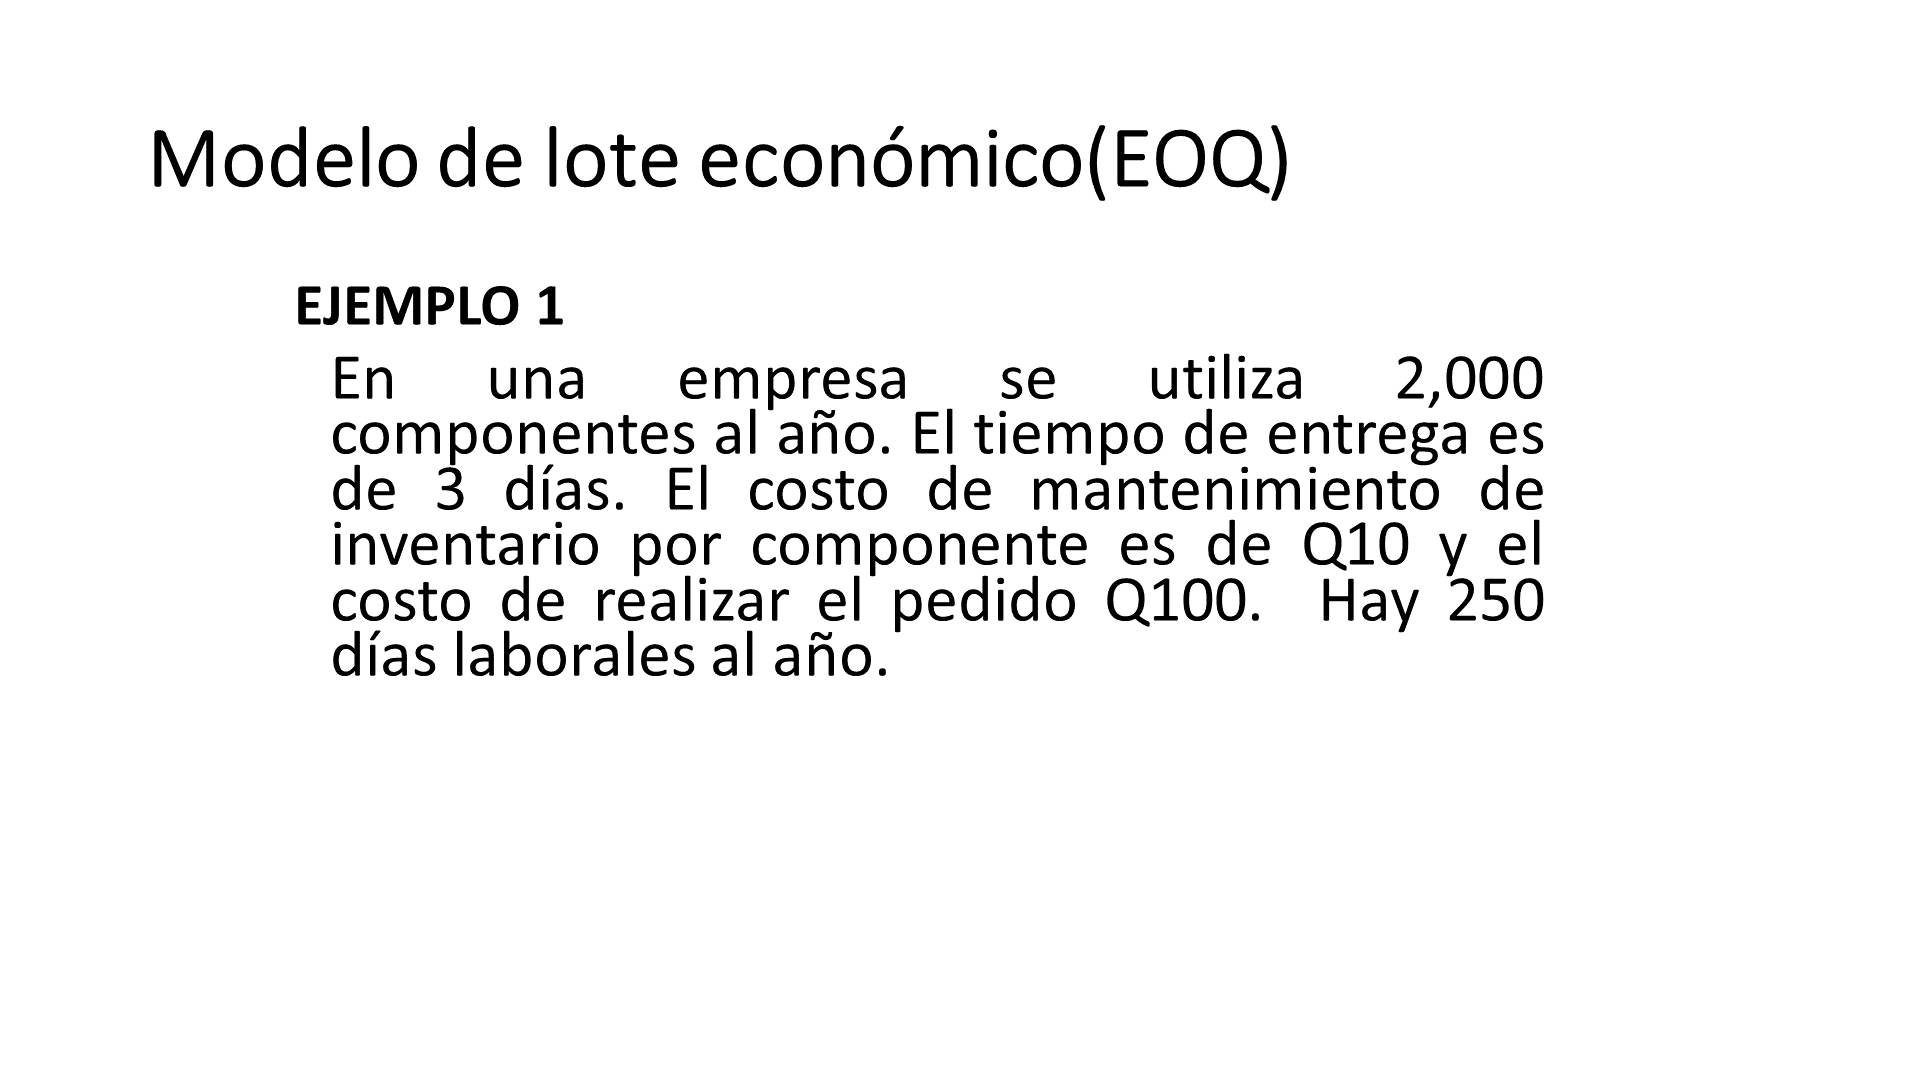 Modelo de lote económico(EOQ)
EJEMPLO 1
En una empresa se utiliza 2,000
componentes al año. El tiempo de entrega es
de 3 días. El costo de mantenimiento de
inventario por componente es de Q10 y el
costo de realizar el pedido Q100. Hay 250
días laborales al año.